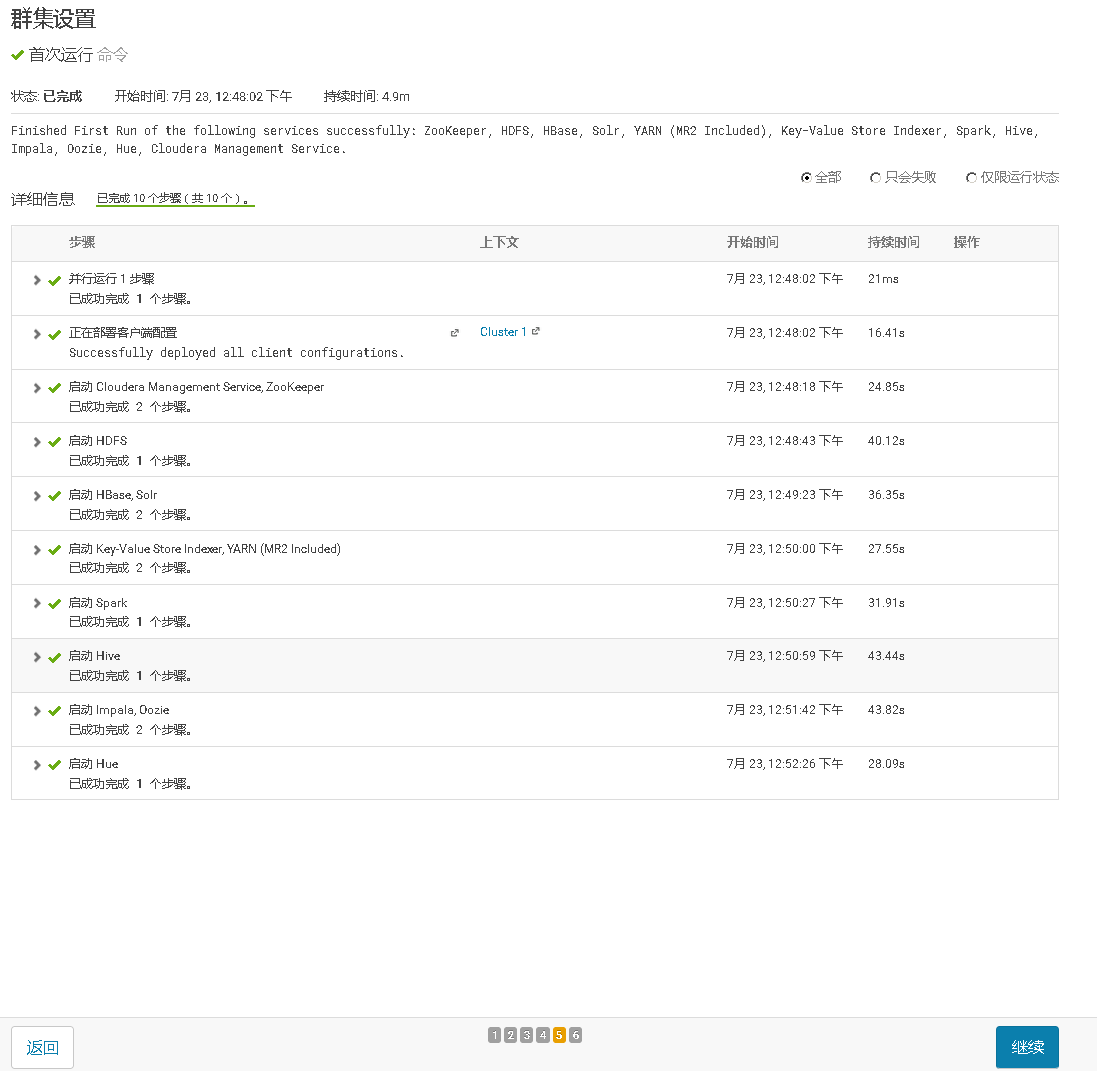 群集设置
首次运行 命令
状态: 已完成 开始时间: 7月 23, 12:48:02 下午 持续时间: 4.9m
Finished First Run of the following services successfully: ZooKeeper, HDFS, HBase, Solr, YARN (MR2 Included), Key-Value Store Indexer, Spark, Hive,
Impala, Oozie, Hue, Cloudera Management Service.
全部 只会失败 仅限运行状态
详细信息 已完成 10 个步骤 ( 共 10 个 ) 。
步骤 上下文 开始时间 持续时间 操作
并行运行 1 步骤 7月 23, 12:48:02 下午 21ms
已成功完成 1 个步骤。
正在部署客户端配置 Cluster 1 7月 23, 12:48:02 下午 16.41s
Successfully deployed all client configurations.
启动 Cloudera Management Service, ZooKeeper 7月 23, 12:48:18 下午 24.85s
已成功完成 2 个步骤。
启动 HDFS 7月 23, 12:48:43 下午 40.12s
已成功完成 1 个步骤。
启动 HBase, Solr 7月 23, 12:49:23 下午 36.35s
已成功完成 2 个步骤。
启动 Key-Value Store Indexer, YARN (MR2 Included) 7月 23, 12:50:00 下午 27.55s
已成功完成 2 个步骤。
启动 Spark 7月 23, 12:50:27 下午 31.91s
已成功完成 1 个步骤。
启动 Hive 7月 23, 12:50:59 下午 43.44s
已成功完成 1 个步骤。
启动 Impala, Oozie 7月 23, 12:51:42 下午 43.82s
已成功完成 2 个步骤。
启动 Hue 7月 23, 12:52:26 下午 28.09s
已成功完成 1 个步骤。
返回 1 2 3 4 5 6 继续